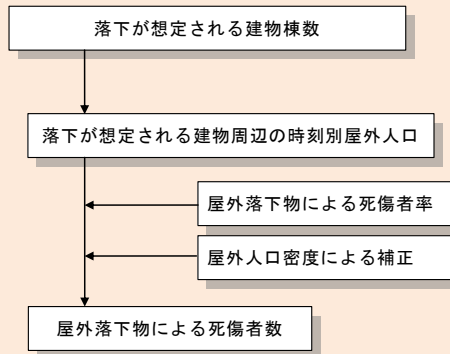 落下が想定される建物棟数
落下が想定される建物周辺の時刻別屋外人口
屋外落下物による死傷者率
屋外人口密度による補正
屋外落下物による死傷者数